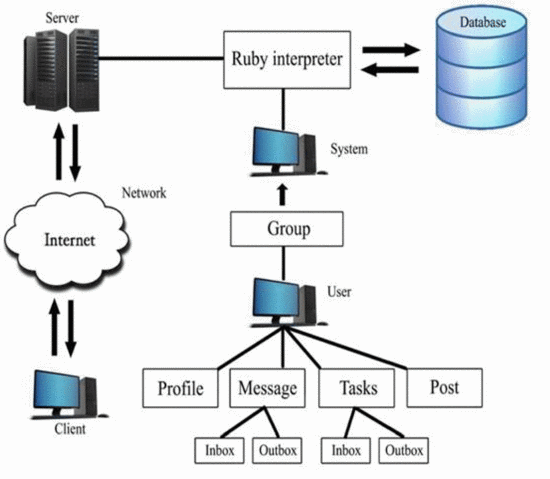 Server
Database
Ruby interpreter
System
Network
Internet
Group
User
Client
Profile
Message
Tasks
Post
Inbox
Outbox
Inbox
Outbox